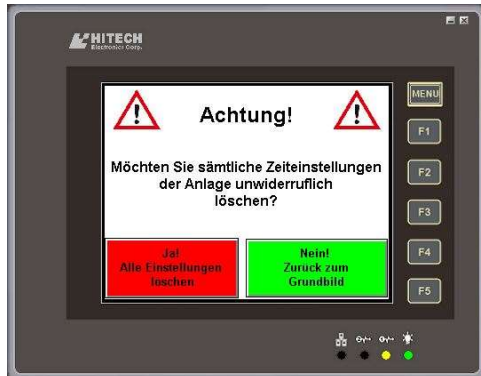 HITECH
Electronics Corp.
MENU
F1
F2
F3
F4
F5
Achtung!
Möchten Sie sämtliche Zeiteinstellungen
der Anlage unwiderruflich
löschen?
Ja!
Alle Einstellungen
löschen
Nein!
Zurück zum
Grundbild